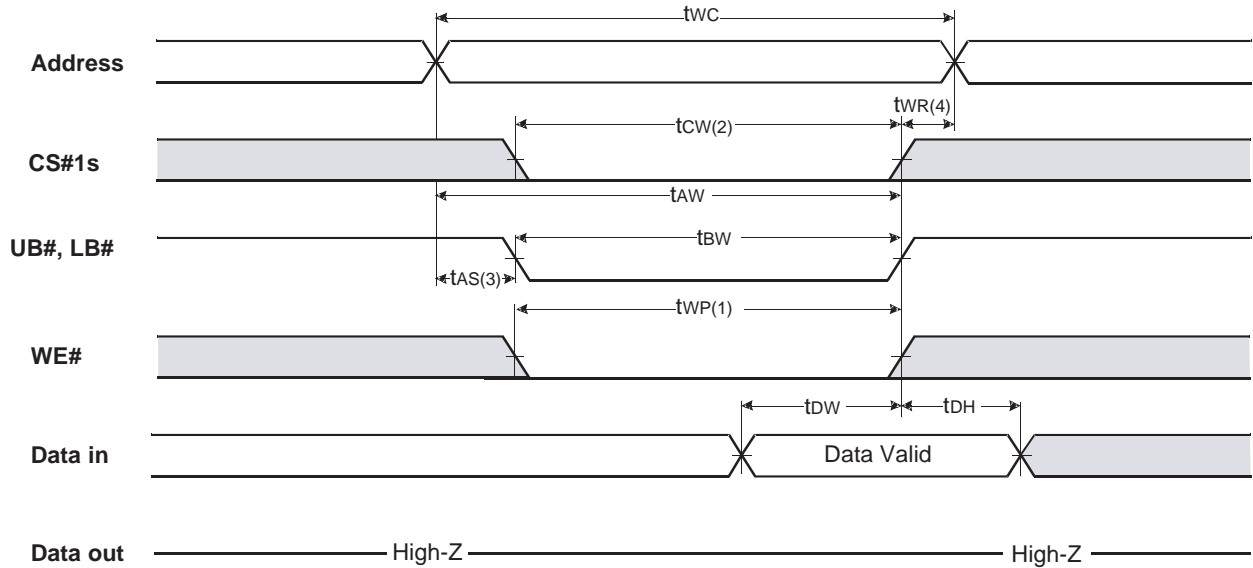 tWC
Address
tWR(4)
tCW(2)
CS#1s
tAW
tBW
UB#, LB#
tAS(3)
tWP(1)
WE#
tDW
tDH
Data in
Data Valid
Data out
High-Z
High-Z